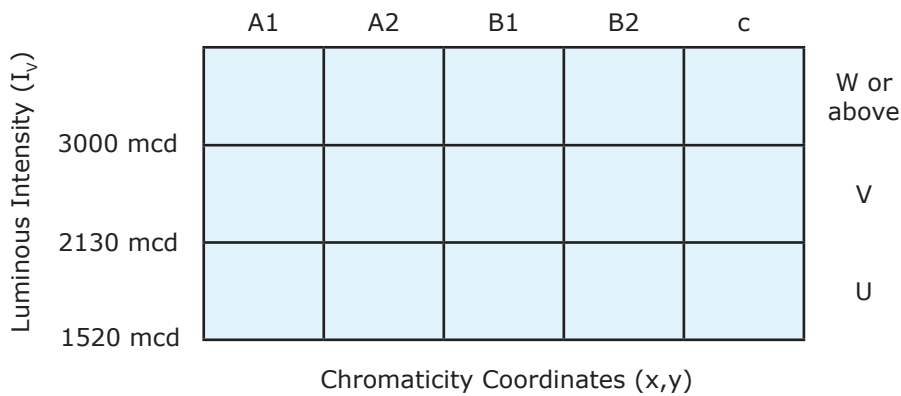 A1 A2 B1 B2 c
Luminous Intensity (Iv)
W or
above
3000 mcd
V
2130 mcd
U
1520 mcd
Chromaticity Coordinates (x,y)